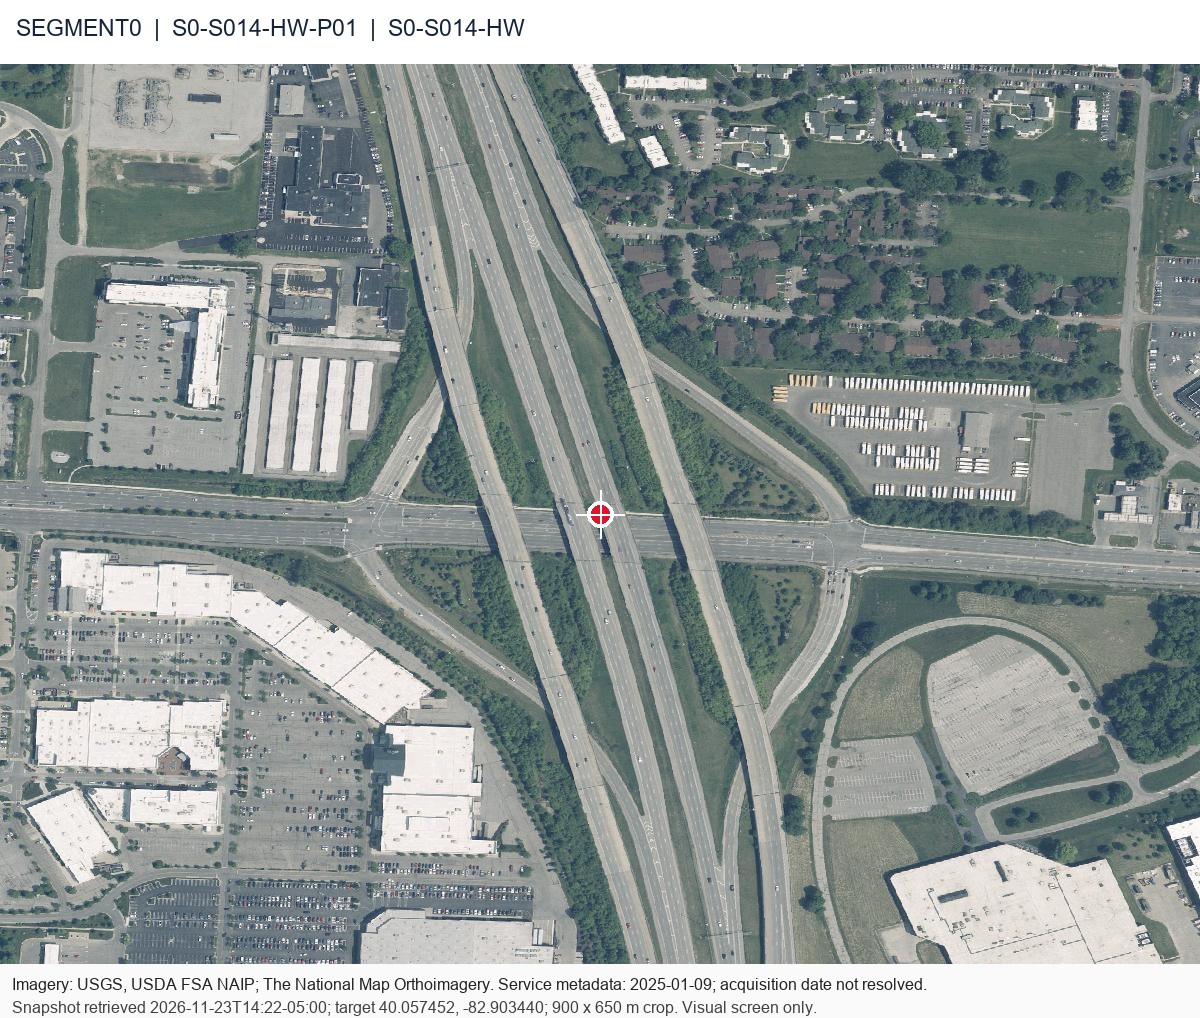 SEGMENT0 | S0-S014-HW-P01 | S0-S014-HW
Imagery: USGS, USDA FSA NAIP; The National Map Orthoimagery. Service metadata: 2025-01-09; acquisition date not resolved.
Snapshot retrieved 2026-11-23T14:22-05:00; target 40.057452, -82.903440; 900 x 650 m crop. Visual screen only.